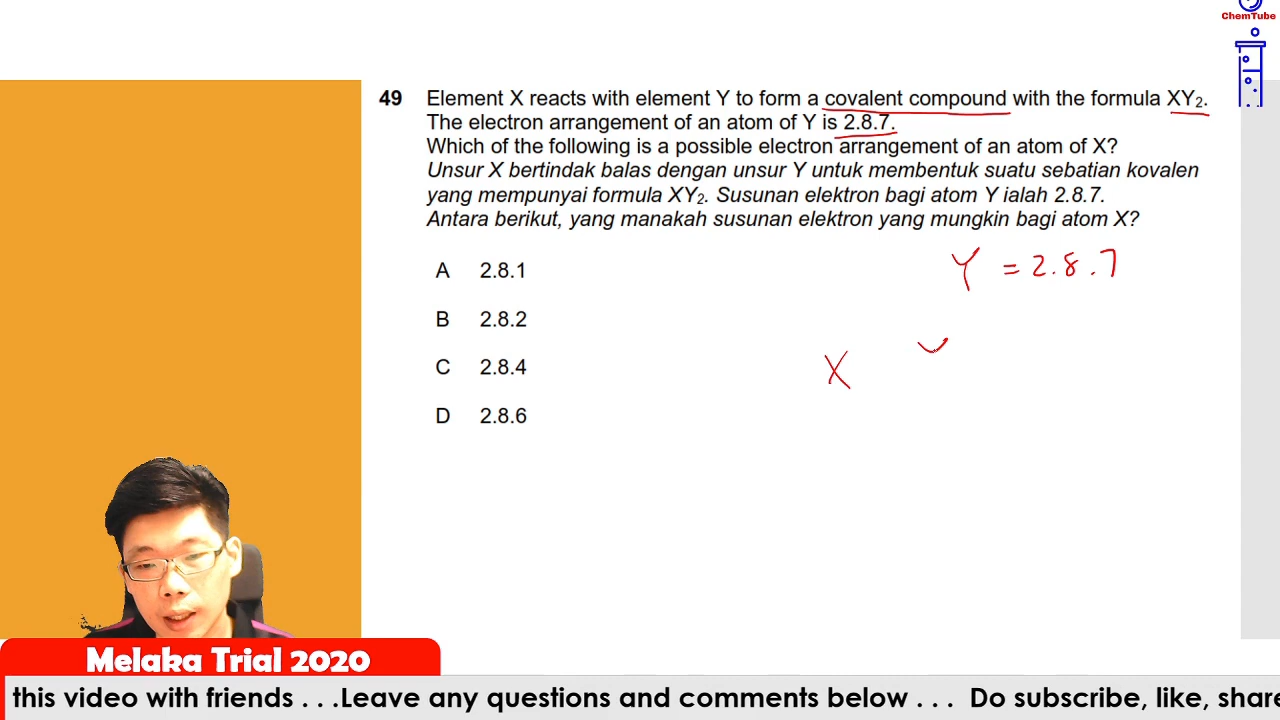 ChemTube
49 Element X reacts with element Y to form a covalent compound with the formula XY₂.
The electron arrangement of an atom of Y is 2.8.7.
Which of the following is a possible electron arrangement of an atom of X?
Unsur X bertindak balas dengan unsur Y untuk membentuk suatu sebatian kovalen
yang mempunyai formula XY₂. Susunan elektron bagi atom Y ialah 2.8.7.
Antara berikut, yang manakah susunan elektron yang mungkin bagi atom X?
Y = 2.8.7
A 2.8.1
B 2.8.2
X
C 2.8.4
D 2.8.6
Melaka Trial 2020
this video with friends . . .Leave any questions and comments below . . . Do subscribe, like, share